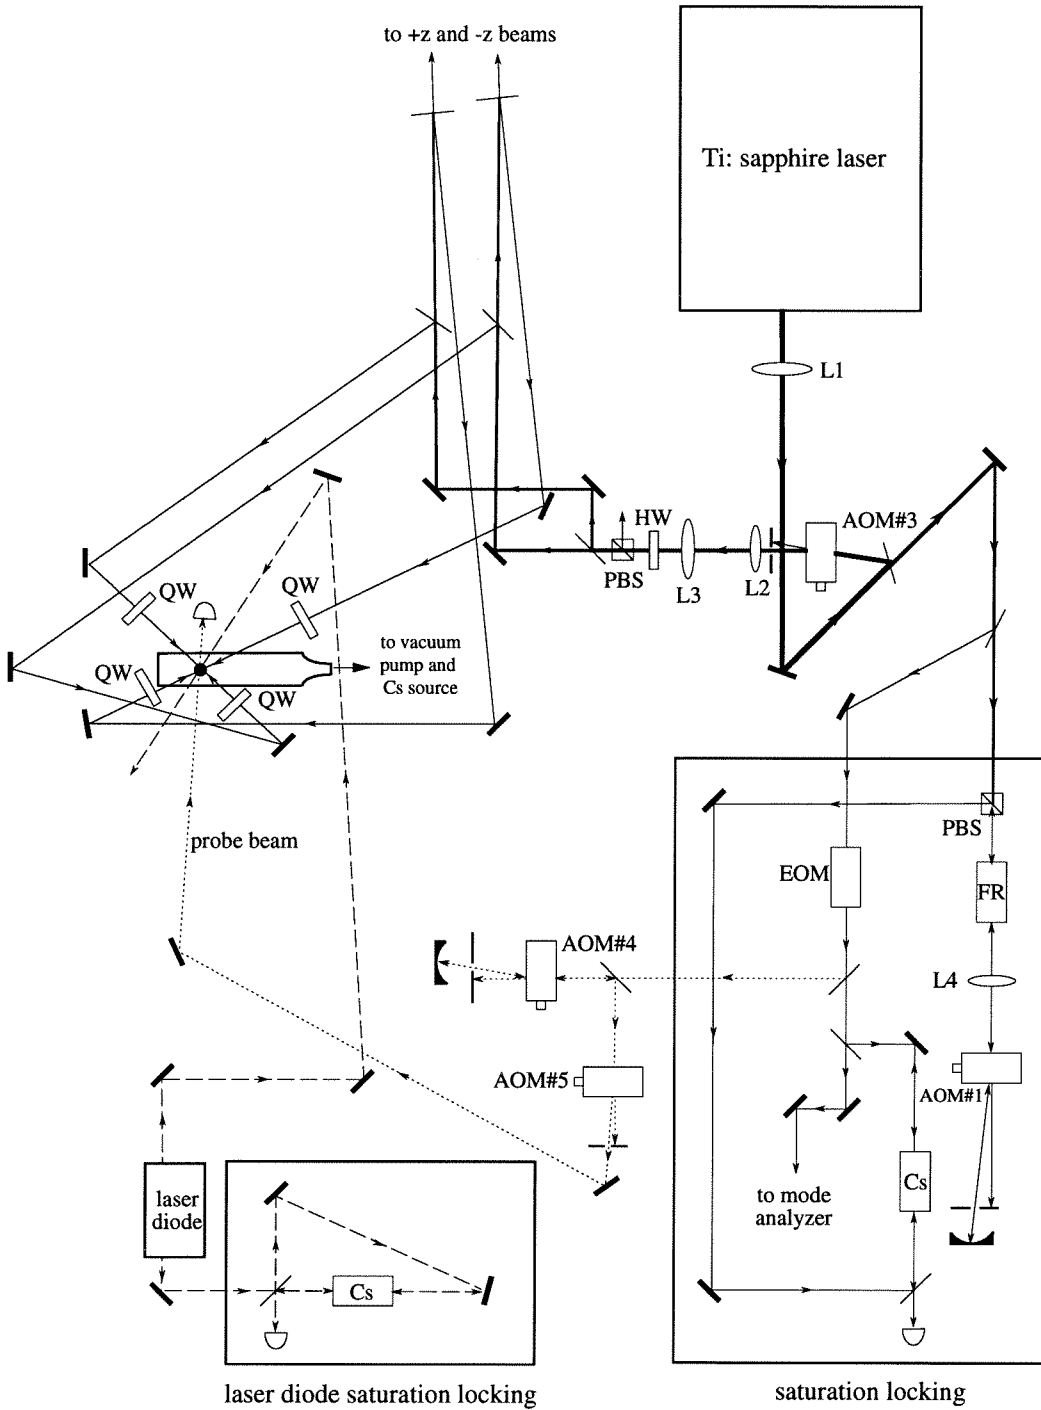 to +z and -z beams
Ti: sapphire laser
L1
AOM#3
HW
PBS
L3
L2
QW
QW
QW
QW
to vacuum
pump and
Cs source
probe beam
PBS
EOM
FR
L4
AOM#4
AOM#5
AOM#1
Cs
to mode
analyzer
laser
diode
Cs
laser diode saturation locking
saturation locking